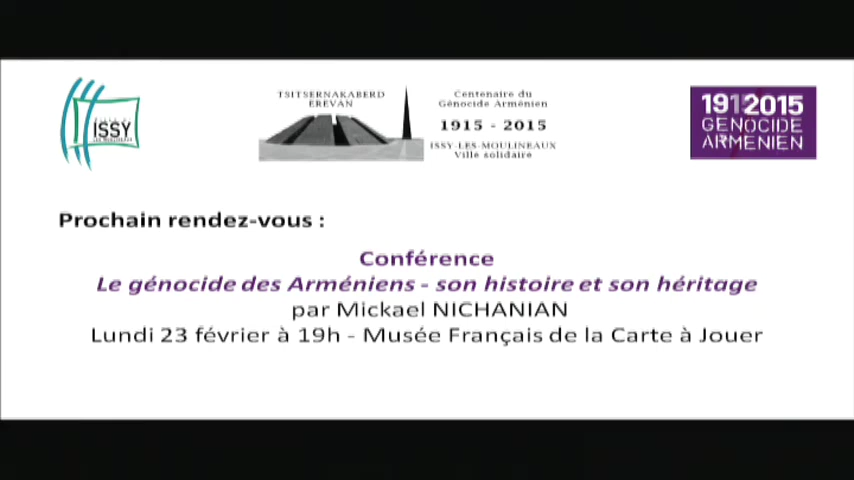 ISSY
TSITSERNAKABERD
EREVAN
Centenaire du
Génocide Arménien
1915 - 2015
ISSY-LES-MOULINEAUX
Ville solidaire
1915 2015
GENOCIDE
ARMENIEN
Prochain rendez-vous :
Conférence
Le génocide des Arméniens - son histoire et son héritage
par Mickael NICHANIAN
Lundi 23 février à 19h - Musée Français de la Carte à Jouer